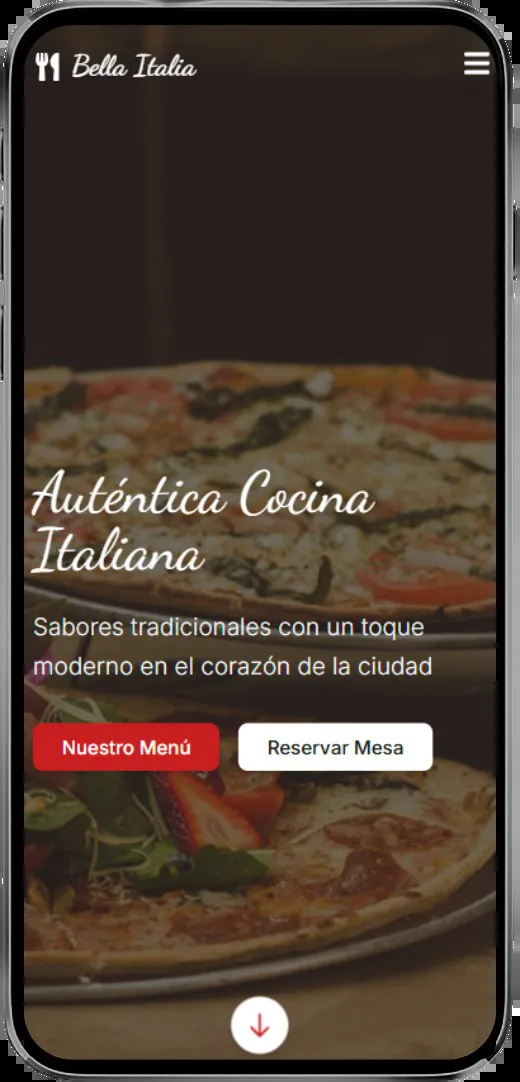 Bella Italia
Auténtica Cocina
Italiana
Sabores tradicionales con un toque
moderno en el corazón de la ciudad
Nuestro Menú
Reservar Mesa